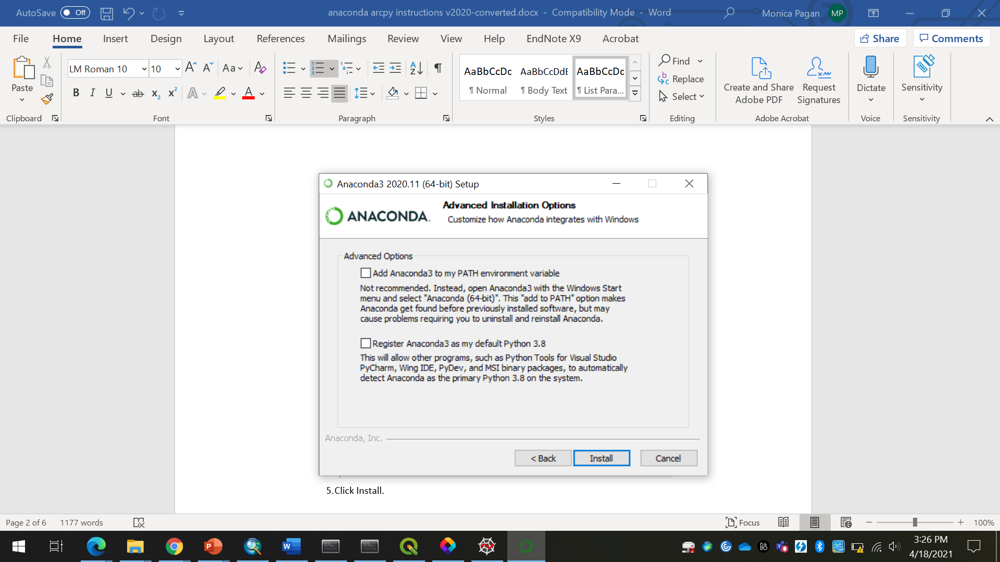 AutoSave Off
anaconda arcpy instructions v2020-converted.docx - Compatibility Mode - Word
Monica Pagan MP
File Home Insert Design Layout References Mailings Review View Help EndNote X9 Acrobat
Share Comments
Paste
LM Roman 10 10
Aa
AaBbCcDc AaBbCcDdE AaBbCcDc
¶ Normal ¶ Body Text ¶ List Para...
Find
Replace
Select
Create and Share
Adobe PDF
Request
Signatures
Dictate
Sensitivity
Clipboard Font Paragraph Styles Editing Adobe Acrobat Voice Sensitivity
Anaconda3 2020.11 (64-bit) Setup
ANACONDA.
Advanced Installation Options
Customize how Anaconda integrates with Windows
Advanced Options
Add Anaconda3 to my PATH environment variable
Not recommended. Instead, open Anaconda3 with the Windows Start
menu and select "Anaconda (64-bit)". This "add to PATH" option makes
Anaconda get found before previously installed software, but may
cause problems requiring you to uninstall and reinstall Anaconda.
Register Anaconda3 as my default Python 3.8
This will allow other programs, such as Python Tools for Visual Studio
PyCharm, Wing IDE, PyDev, and MSI binary packages, to automatically
detect Anaconda as the primary Python 3.8 on the system.
Anaconda, Inc.
< Back Install Cancel
5.Click Install.
Page 2 of 6 1177 words
Focus
100%
3:26 PM
4/18/2021